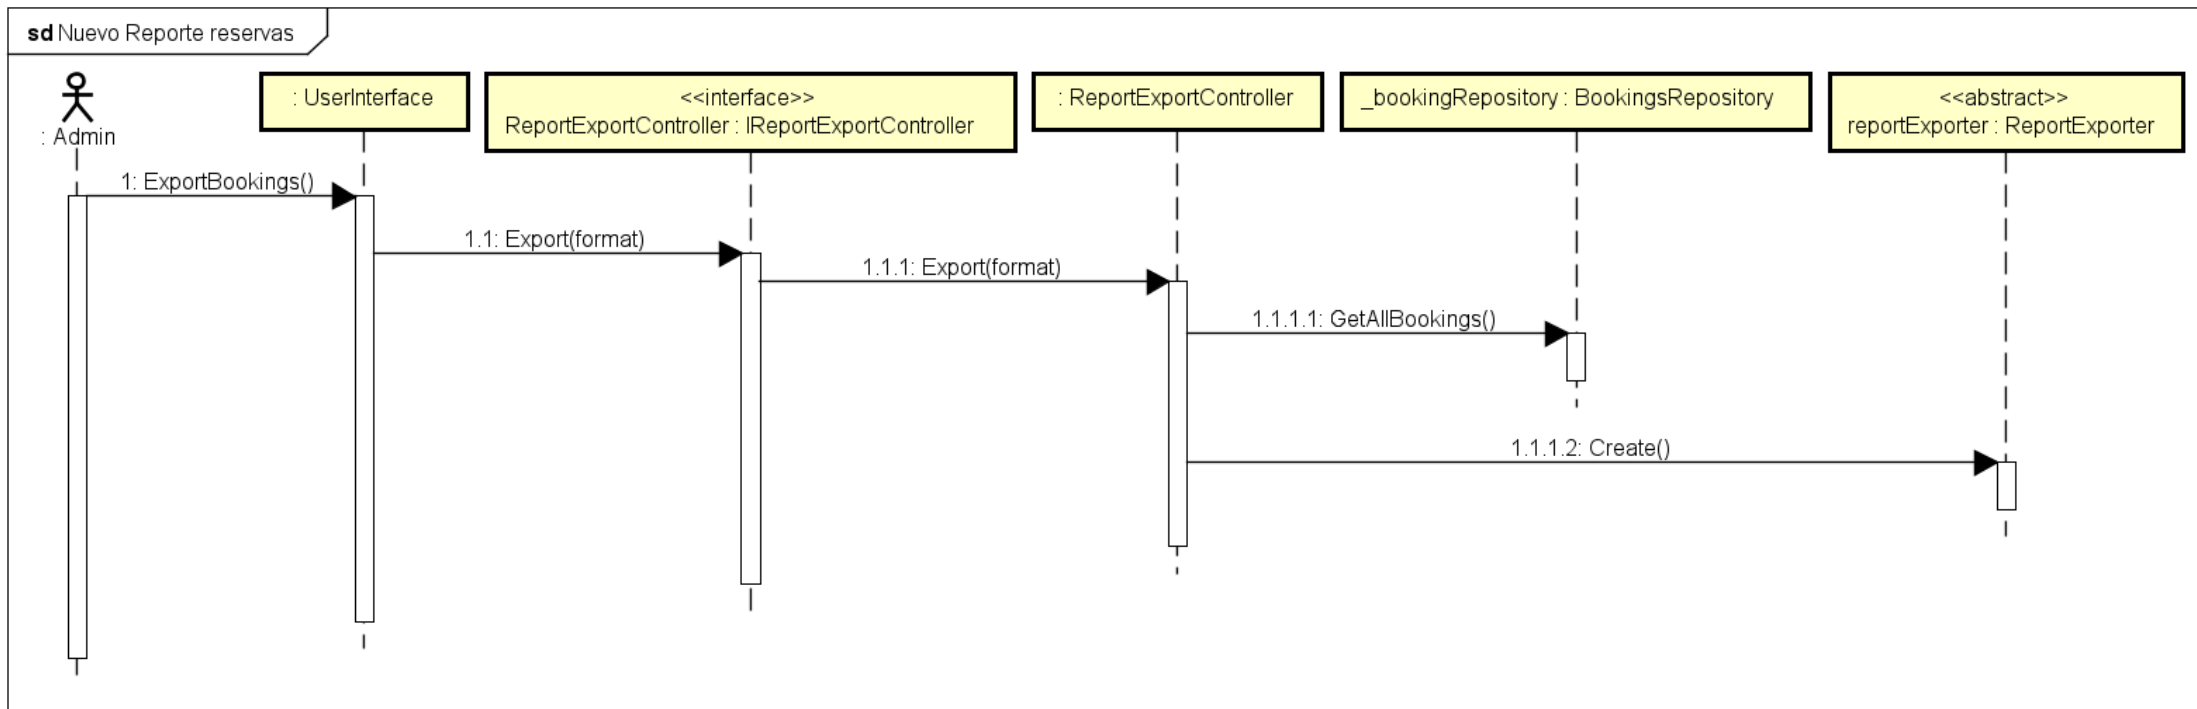 sd Nuevo Reporte reservas
: Admin
: UserInterface
<<interface>>
ReportExportController : IReportExportController
: ReportExportController
_bookingRepository : BookingsRepository
<<abstract>>
reportExporter : ReportExporter
1: ExportBookings()
1.1: Export(format)
1.1.1: Export(format)
1.1.1.1: GetAllBookings()
1.1.1.2: Create()